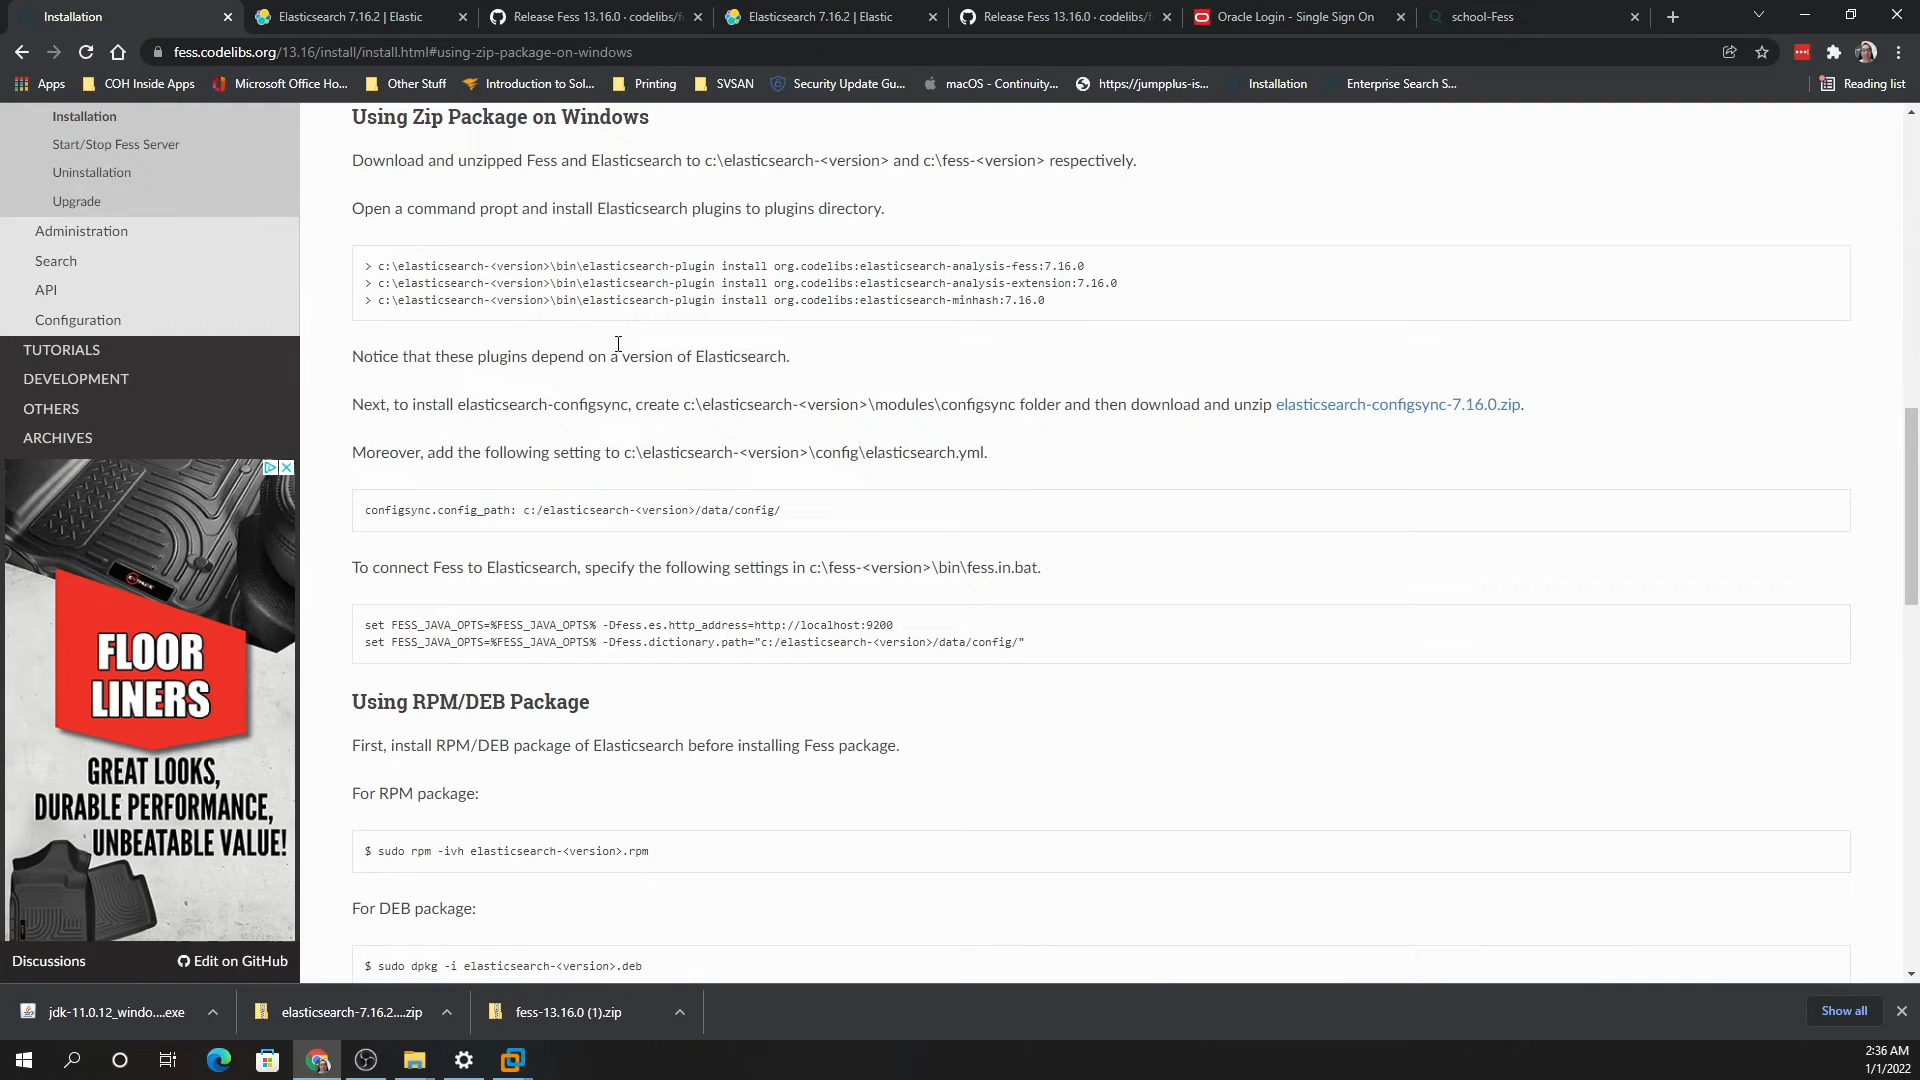 Installation
Elasticsearch 7.16.2 | Elastic
Release Fess 13.16.0 · codelibs/f
Elasticsearch 7.16.2 | Elastic
Release Fess 13.16.0 · codelibs/f
Oracle Login - Single Sign On
school-Fess
fess.codelibs.org/13.16/install/install.html#using-zip-package-on-windows
Apps
COH Inside Apps
Microsoft Office Ho...
Other Stuff
Introduction to Sol...
Printing
SVSAN
Security Update Gu...
macOS - Continuity...
https://jumpplus-is...
Installation
Enterprise Search S...
Reading list
Installation
Start/Stop Fess Server
Uninstallation
Upgrade
Administration
Search
API
Configuration
TUTORIALS
DEVELOPMENT
OTHERS
ARCHIVES
FLOOR
LINERS
GREAT LOOKS,
DURABLE PERFORMANCE,
UNBEATABLE VALUE!
Discussions
Edit on GitHub
Using Zip Package on Windows
Download and unzipped Fess and Elasticsearch to c:\elasticsearch-<version> and c:\fess-<version> respectively.
Open a command propt and install Elasticsearch plugins to plugins directory.
> c:\elasticsearch-<version>\bin\elasticsearch-plugin install org.codelibs:elasticsearch-analysis-fess:7.16.0
> c:\elasticsearch-<version>\bin\elasticsearch-plugin install org.codelibs:elasticsearch-analysis-extension:7.16.0
> c:\elasticsearch-<version>\bin\elasticsearch-plugin install org.codelibs:elasticsearch-minhash:7.16.0
Notice that these plugins depend on a version of Elasticsearch.
Next, to install elasticsearch-configsync, create c:\elasticsearch-<version>\modules\configsync folder and then download and unzip elasticsearch-configsync-7.16.0.zip.
Moreover, add the following setting to c:\elasticsearch-<version>\config\elasticsearch.yml.
configsync.config_path: c:/elasticsearch-<version>/data/config/
To connect Fess to Elasticsearch, specify the following settings in c:\fess-<version>\bin\fess.in.bat.
set FESS_JAVA_OPTS=%FESS_JAVA_OPTS% -Dfess.es.http_address=http://localhost:9200
set FESS_JAVA_OPTS=%FESS_JAVA_OPTS% -Dfess.dictionary.path="c:/elasticsearch-<version>/data/config/"
Using RPM/DEB Package
First, install RPM/DEB package of Elasticsearch before installing Fess package.
For RPM package:
$ sudo rpm -ivh elasticsearch-<version>.rpm
For DEB package:
$ sudo dpkg -i elasticsearch-<version>.deb
jdk-11.0.12_windo....exe
elasticsearch-7.16.2....zip
fess-13.16.0 (1).zip
Show all
2:36 AM
1/1/2022